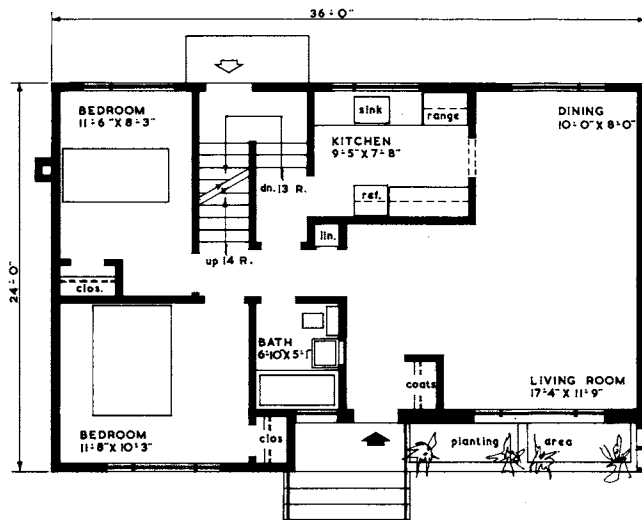 36'-0"
24'-0"
BEDROOM
11'-6" X 8'-3"
sink
range
DINING
10'-0" X 8'-0"
KITCHEN
9'-5" X 7'-8"
dn. 13 R.
ref.
lin.
up 14 R.
clos.
BATH
6'-10" X 5'-1"
coats
LIVING ROOM
17'-4" X 11'-9"
BEDROOM
11'-8" X 10'-3"
clos
planting area